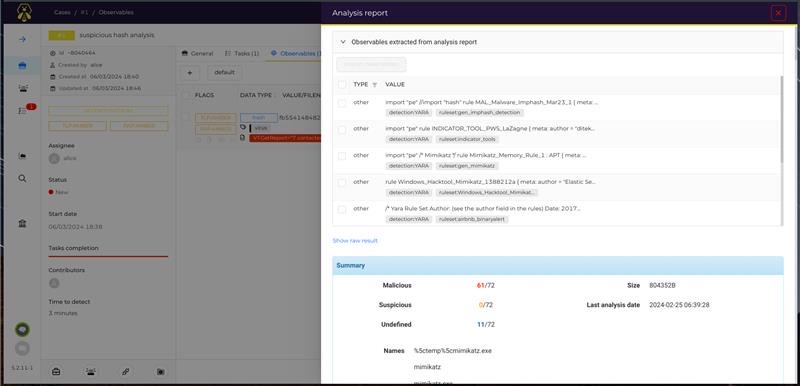 Cases / #1 / Observables
Analysis report
#1 suspicious hash analysis
Id ~8040464
Created by alice
Created at 06/03/2024 18:40
Updated at 06/03/2024 18:46
TLP:AMBER
PAP:AMBER
Assignee
alice
Status
New
Start date
06/03/2024 18:38
Tasks completion
Contributors
Time to detect
3 minutes
5.2.11-1
General
Tasks (1)
Observables (1
+
default
FLAGS
DATA TYPE
VALUE/FILEN
TLP:AMBER
PAP:AMBER
hash
fb554148482
virus
VT:GetReport="7 contacted
Observables extracted from analysis report
TYPE
VALUE
other
import "pe" //import "hash" rule MAL_Malware_Imphash_Mar23_1 { meta: ...
detection:YARA
ruleset:gen_imphash_detection
other
import "pe" rule INDICATOR_TOOL_PWS_LaZagne { meta: author = "ditek...
detection:YARA
ruleset:indicator_tools
other
import "pe" /* Mimikatz */ rule Mimikatz_Memory_Rule_1 : APT { meta: ...
detection:YARA
ruleset:gen_mimikatz
other
rule Windows_Hacktool_Mimikatz_1388212a { meta: author = "Elastic Se...
detection:YARA
ruleset:Windows_Hacktool_Mimikat...
other
/* Yara Rule Set Author: (see the author field in the rules) Date: 2017...
detection:YARA
ruleset:airbnb_binaryalert
Show raw result
Summary
Malicious
61/72
Size
804352B
Suspicious
0/72
Last analysis date
2024-02-25 06:39:28
Undefined
11/72
Names
%5ctemp%5cmimikatz.exe
mimikatz
mimikatz.exe